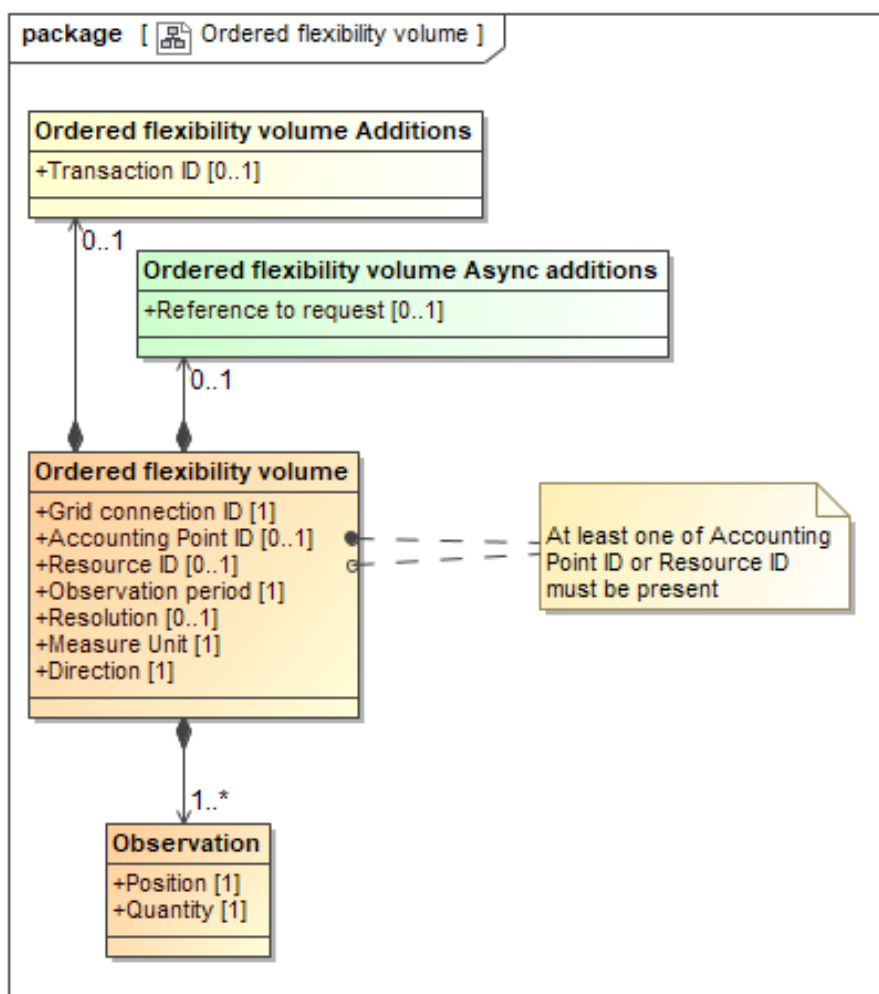 package [ Ordered flexibility volume ]
Ordered flexibility volume Additions
+Transaction ID [0..1]
0..1
Ordered flexibility volume Async additions
+Reference to request [0..1]
0..1
Ordered flexibility volume
+Grid connection ID [1]
+Accounting Point ID [0..1]
+Resource ID [0..1]
+Observation period [1]
+Resolution [0..1]
+Measure Unit [1]
+Direction [1]
At least one of Accounting
Point ID or Resource ID
must be present
1..*
Observation
+Position [1]
+Quantity [1]